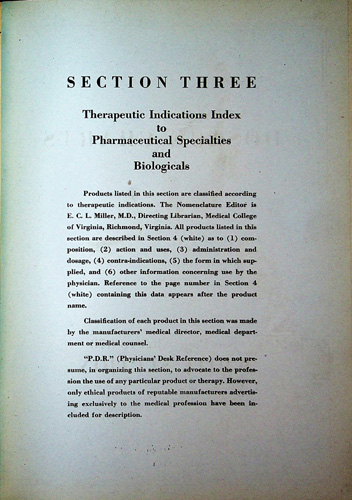 SECTION THREE
Therapeutic Indications Index
to
Pharmaceutical Specialties
and
Biologicals
Products listed in this section are classified according
to therapeutic indications. The Nomenclature Editor is
E. C. L. Miller, M.D., Directing Librarian, Medical College
of Virginia, Richmond, Virginia. All products listed in this
section are described in Section 4 (white) as to (1) com-
position, (2) action and uses, (3) administration and
dosage, (4) contra-indications, (5) the form in which sup-
plied, and (6) other information concerning use by the
physician. Reference to the page number in Section 4
(white) containing this data appears after the product
name.
Classification of each product in this section was made
by the manufacturers' medical director, medical depart-
ment or medical counsel.
"P.D.R." (Physicians' Desk Reference) does not pre-
sume, in organizing this section, to advocate to the profes-
sion the use of any particular product or therapy. However,
only ethical products of reputable manufacturers advertis-
ing exclusively to the medical profession have been in-
cluded for description.